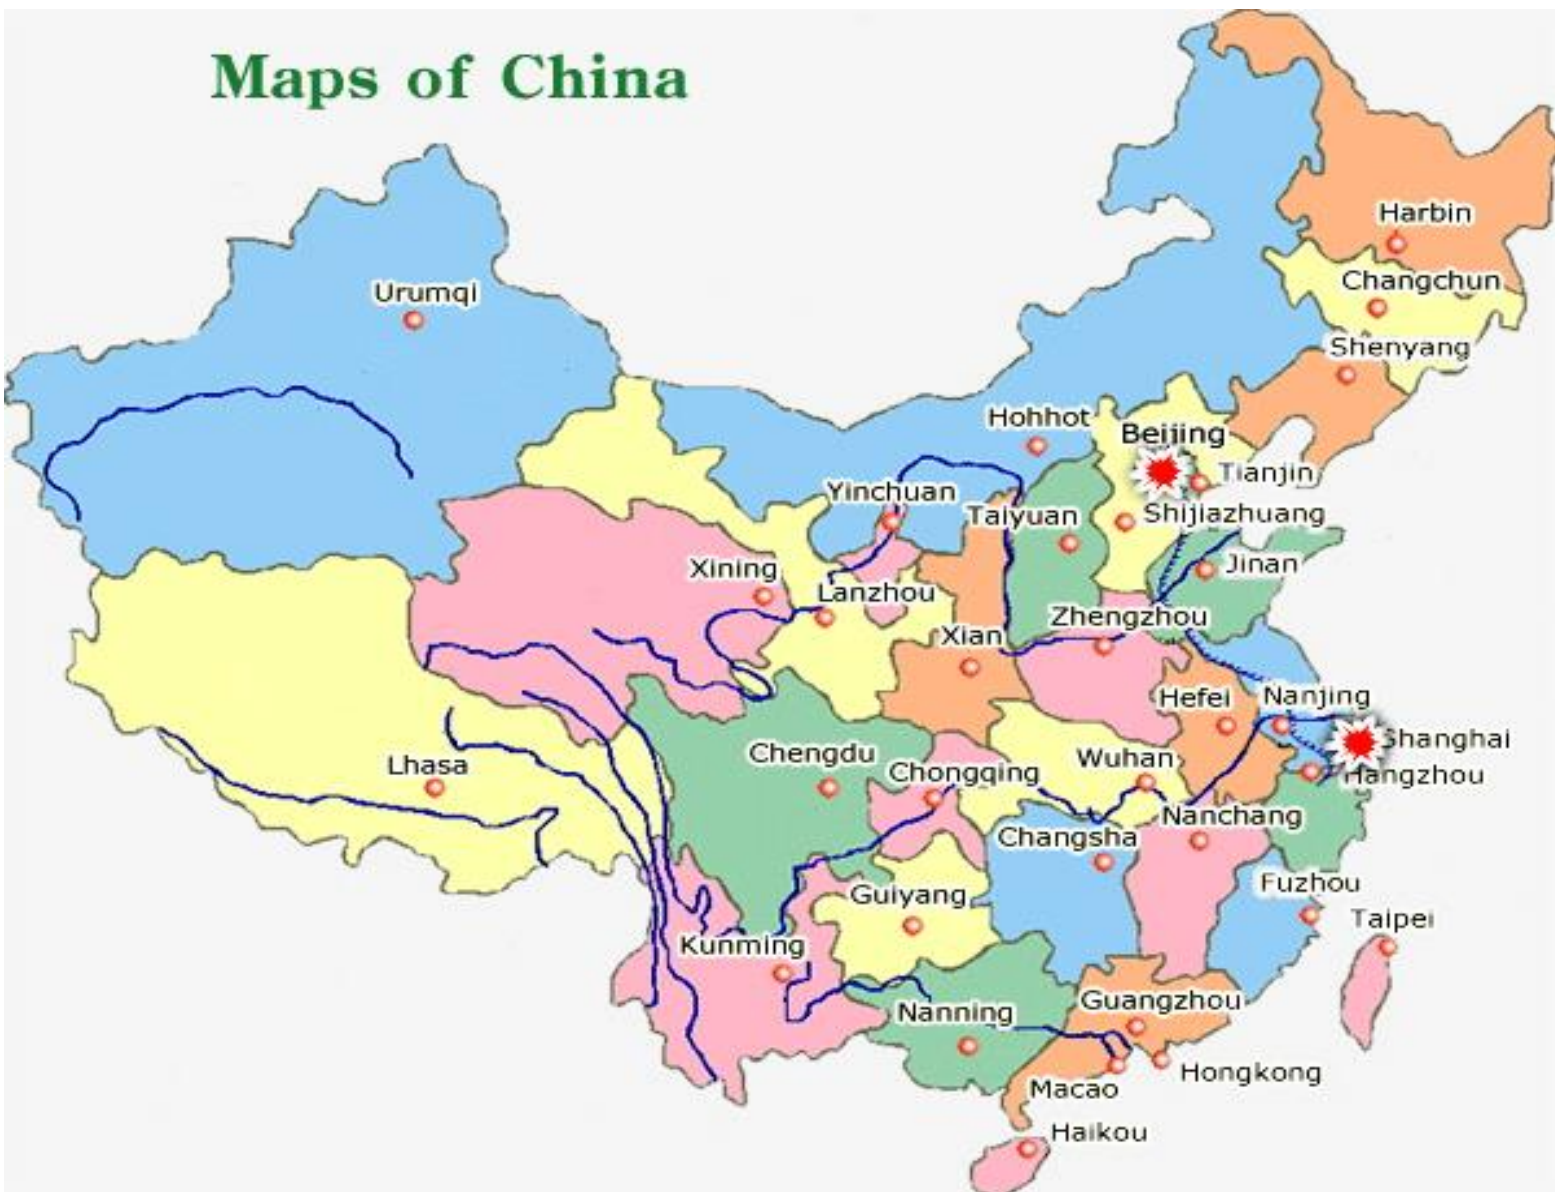 Maps of China
Harbin
Changchun
Urumqi
Shenyang
Hohhot
Beijing
Tianjin
Yinchuan
Taiyuan
Shijiazhuang
Xining
Jinan
Lanzhou
Zhengzhou
Xian
Hefei
Nanjing
Shanghai
Chengdu
Wuhan
Lhasa
Chongqing
Hangzhou
Nanchang
Changsha
Fuzhou
Guiyang
Taipei
Kunming
Guangzhou
Nanning
Hongkong
Macao
Haikou